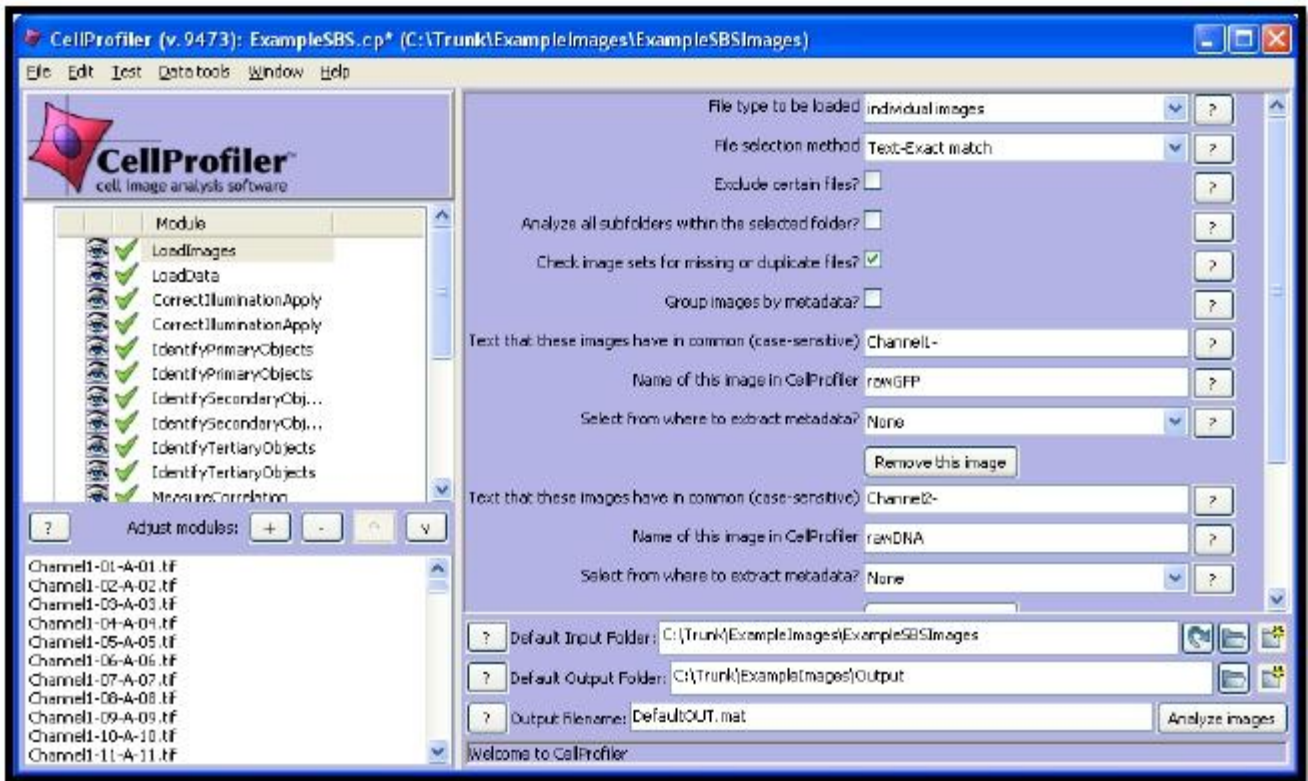 CellProfiler (v.9473): ExampleSBS.cp* (C:\Trunk\ExampleImages\ExampleSBSImages)
File Edit Test Data tools Window Help
CellProfiler™
cell image analysis software
Module
LoadImages
LoadData
CorrectIlluminationApply
CorrectIlluminationApply
IdentifyPrimaryObjects
IdentifyPrimaryObjects
IdentifySecondaryObj...
IdentifySecondaryObj...
IdentifyTertiaryObjects
IdentifyTertiaryObjects
MeasureCorrelation
? Adjust modules: + - ^ v
Channel1-01-A-01.tif
Channel1-02-A-02.tif
Channel1-03-A-03.tif
Channel1-04-A-04.tif
Channel1-05-A-05.tif
Channel1-06-A-06.tif
Channel1-07-A-07.tif
Channel1-08-A-08.tif
Channel1-09-A-09.tif
Channel1-10-A-10.tif
Channel1-11-A-11.tif
File type to be loaded individual images ?
File selection method Text-Exact match ?
Exclude certain files? ?
Analyze all subfolders within the selected folder? ?
Check image sets for missing or duplicate files? ?
Group images by metadata? ?
Text that these images have in common (case-sensitive) Channel1- ?
Name of this image in CellProfiler rawGFP ?
Select from where to extract metadata? None ?
Remove this image
Text that these images have in common (case-sensitive) Channel2- ?
Name of this image in CellProfiler rawDNA ?
Select from where to extract metadata? None ?
? Default Input Folder: C:\Trunk\ExampleImages\ExampleSBSImages
? Default Output Folder: C:\Trunk\ExampleImages\Output
? Output Filename: DefaultOUT.mat Analyze images
Welcome to CellProfiler